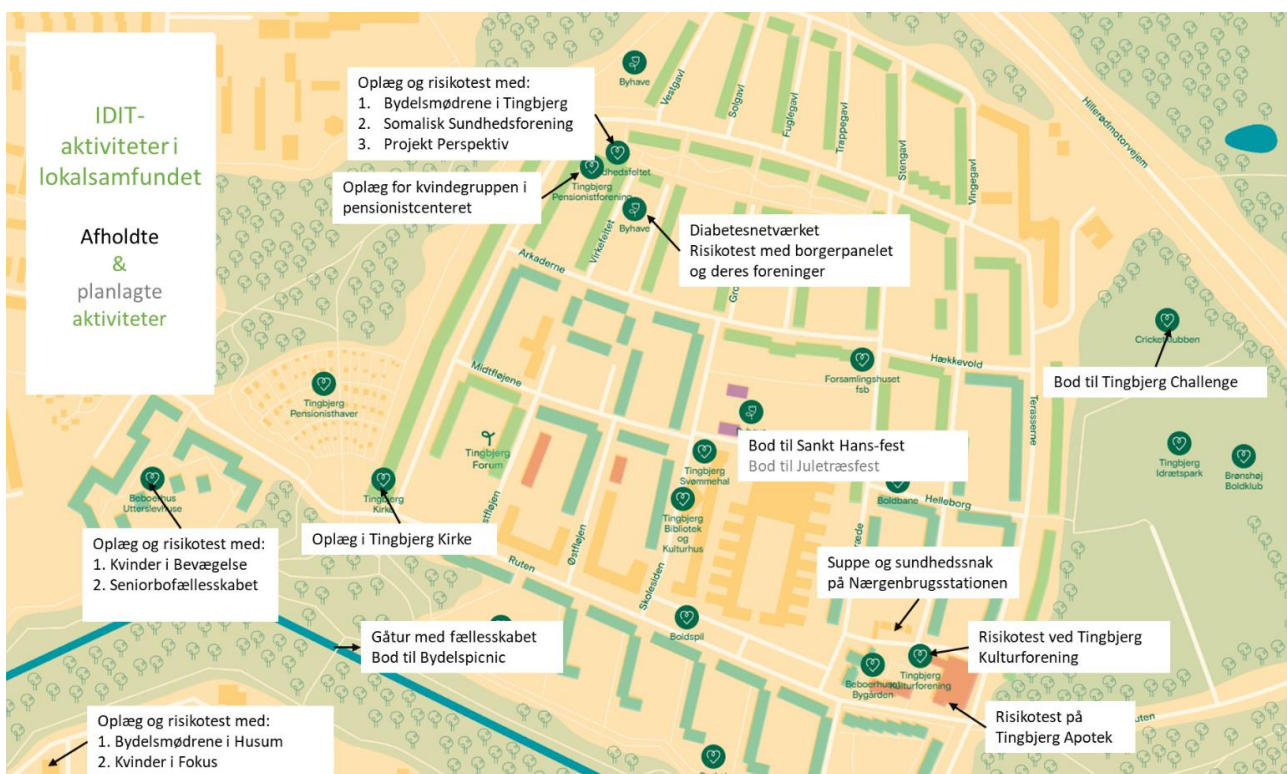 IDIT-
aktiviteter i
lokalsamfundet
Afholdte
&
planlagte
aktiviteter
Oplæg og risikotest med:
1. Bydelsmødrene i Tingbjerg
2. Somalisk Sundhedsforening
3. Projekt Perspektiv
Oplæg for kvindegruppen i
pensionistcenteret
Byhave
Vestgavl
Solgavl
Fuglegavl
Trappegavl
Stengavl
Vingegavl
Hillerødmotorvejem
Tingbjerg
Pensionistforening
Byhave
Virkefeltet
Diabetesnetværket
Risikotest med borgerpanelet
og deres foreninger
Arkaderne
Midtfløjene
Tingbjerg
Pensionisthaver
Tingbjerg
Forum
Forsamlingshuset
fsb
Hækkevold
Terasserne
Cricketklubben
Bod til Tingbjerg Challenge
Tingbjerg
Idrætspark
Brønshøj
Boldklub
Bod til Sankt Hans-fest
Bod til Juletræsfest
Tingbjerg
Svømmehal
Boldbane
Helleborg
Tingbjerg
Bibliotek
og
Kulturhus
Beboerhus
Utterslevhuse
Tingbjerg
Kirke
Oplæg i Tingbjerg Kirke
Østfløjen
Ruten
Skolesiden
Oplæg og risikotest med:
1. Kvinder i Bevægelse
2. Seniorbofællesskabet
Suppe og sundhedssnak
på Nærgenbrugsstationen
Gåtur med fællesskabet
Bod til Bydelspicnic
Boldspil
Risikotest ved Tingbjerg
Kulturforening
Beboerhuset
Bygården
Tingbjerg
Kulturforening
Risikotest på
Tingbjerg Apotek
Oplæg og risikotest med:
1. Bydelsmødrene i Husum
2. Kvinder i Fokus